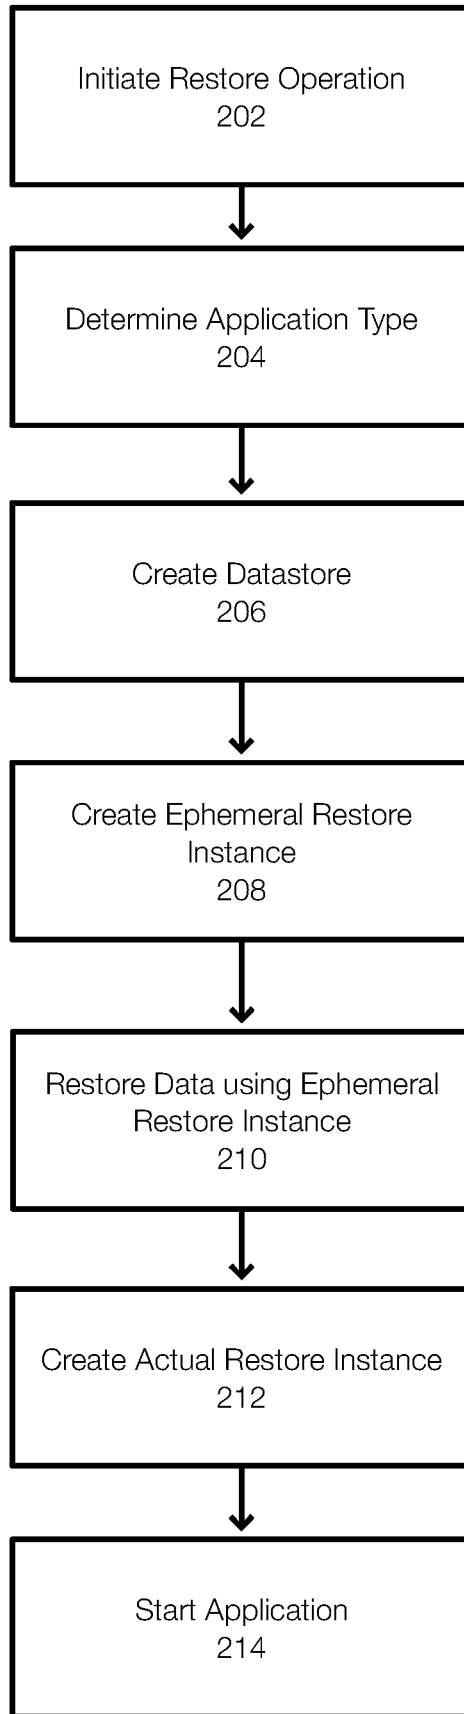 Initiate Restore Operation
202
Determine Application Type
204
Create Datastore
206
Create Ephemeral Restore
Instance
208
Restore Data using Ephemeral
Restore Instance
210
Create Actual Restore Instance
212
Start Application
214